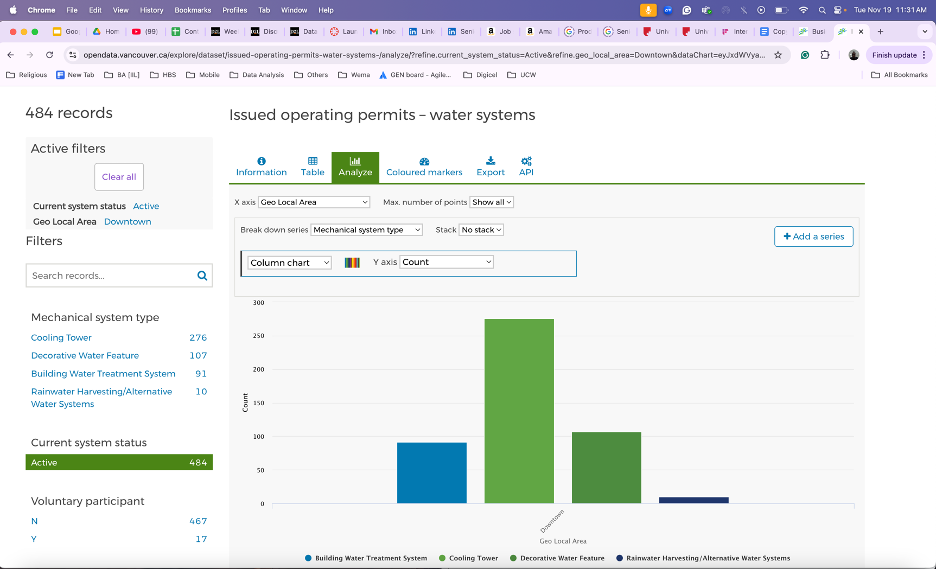 Chrome File Edit View History Bookmarks Profiles Tab Window Help Tue Nov 19 11:31 AM
Goo Hor (99) Con Wee Disc Data Laur Inbo Link Seni Job Ama Proc Seni Univ Univ Inter Cop Busi
opendata.vancouver.ca/explore/dataset/issued-operating-permits-water-systems-/analyze/?refine.current_system_status=Active&refine.geo_local_area=Downtown&dataChart=eyJxdWVya... Finish update
Religious New Tab BA [IL] HBS Mobile Data Analysis Others Wema GEN board – Agile... Digicel UCW All Bookmarks
484 records
Active filters
Clear all
Current system status Active
Geo Local Area Downtown
Filters
Search records...
Mechanical system type
Cooling Tower 276
Decorative Water Feature 107
Building Water Treatment System 91
Rainwater Harvesting/Alternative 10
Water Systems
Current system status
Active 484
Voluntary participant
N 467
Y 17
Issued operating permits – water systems
Information Table Analyze Coloured markers Export API
X axis Geo Local Area Max. number of points Show all
Break down series Mechanical system type Stack No stack
+ Add a series
Column chart Y axis Count
300
250
200
150
100
50
0
Count
Downtown
Geo Local Area
Building Water Treatment System Cooling Tower Decorative Water Feature Rainwater Harvesting/Alternative Water Systems